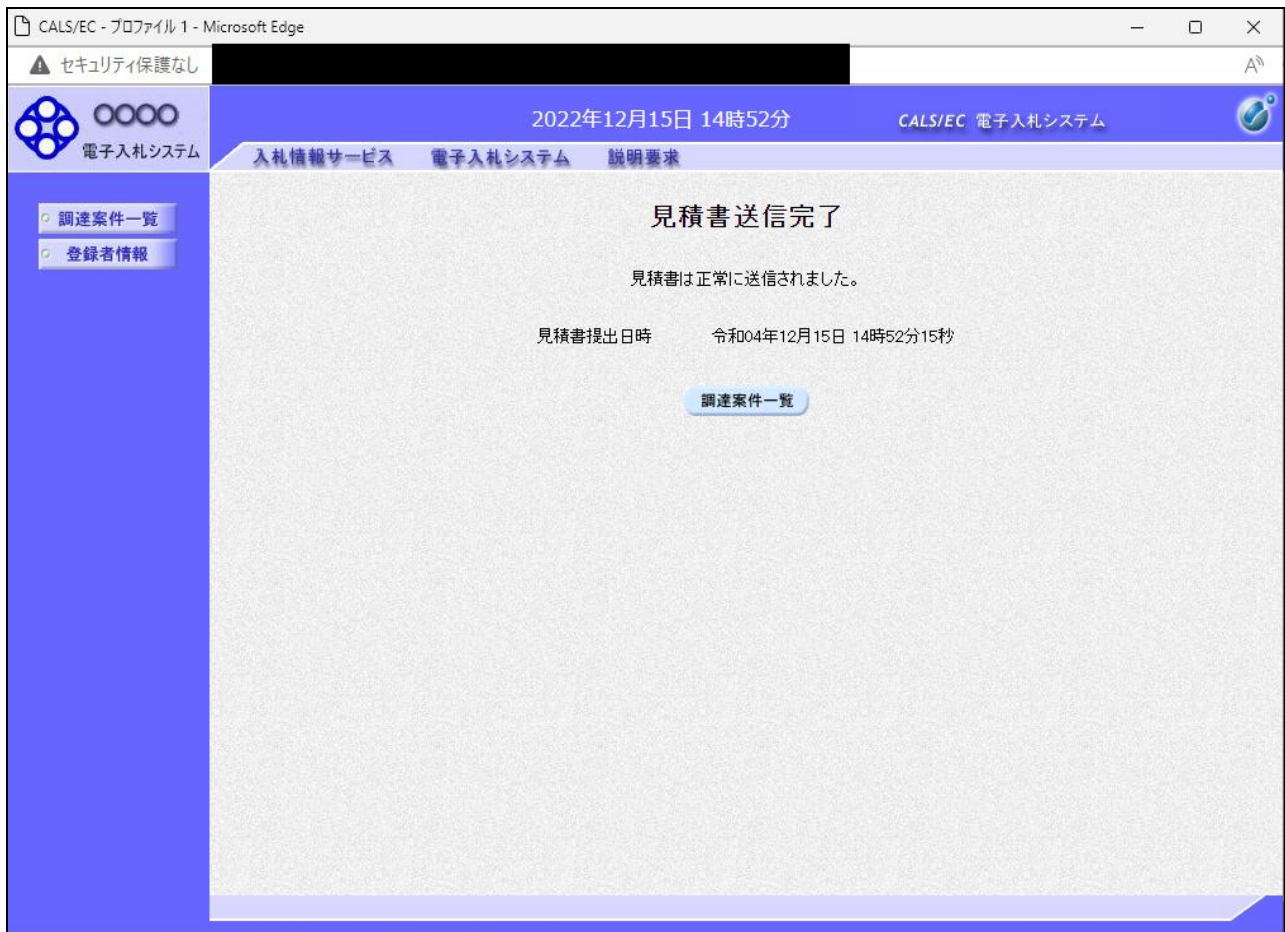 CALS/EC - プロファイル 1 - Microsoft Edge
セキュリティ保護なし
〇〇〇〇
電子入札システム
2022年12月15日 14時52分
CALS/EC 電子入札システム
入札情報サービス 電子入札システム 説明要求
調達案件一覧
登録者情報
見積書送信完了
見積書は正常に送信されました。
見積書提出日時 令和04年12月15日 14時52分15秒
調達案件一覧